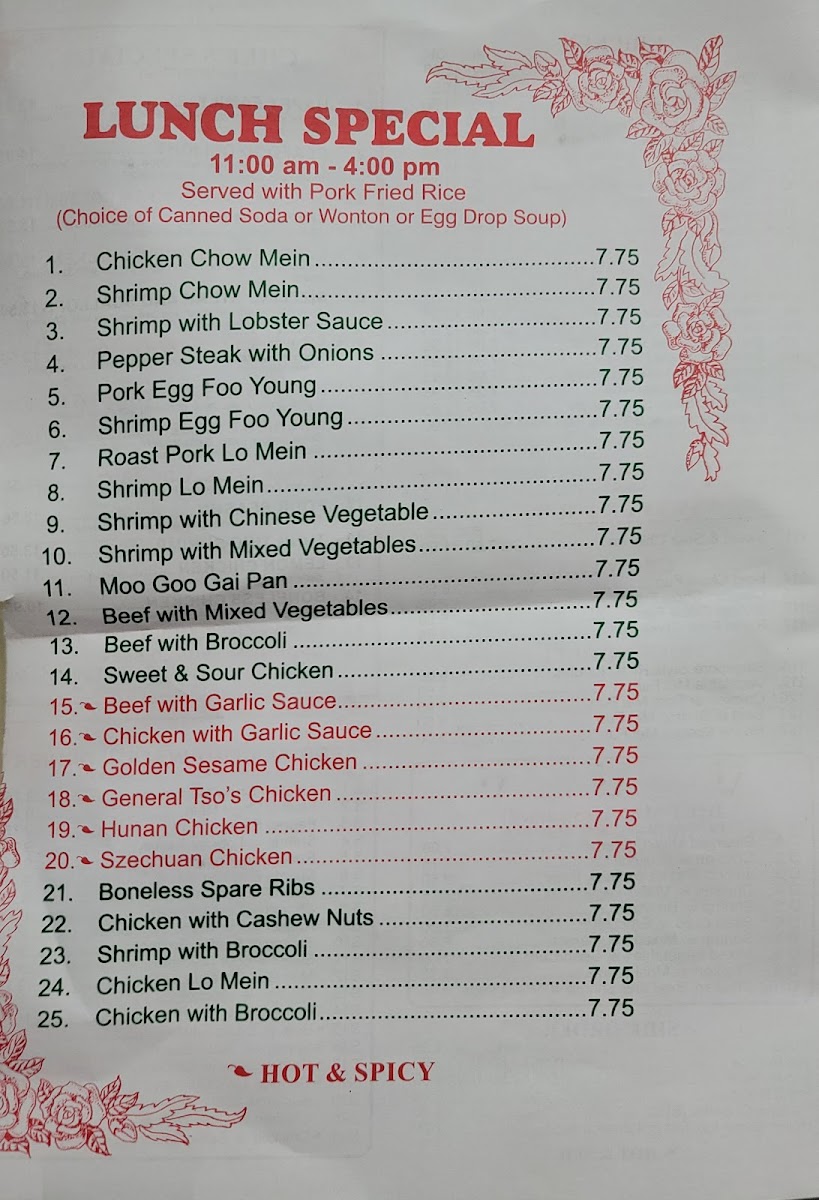 LUNCH SPECIAL
11:00 am - 4:00 pm
Served with Pork Fried Rice
(Choice of Canned Soda or Wonton or Egg Drop Soup)
1. Chicken Chow Mein....................7.75
2. Shrimp Chow Mein....................7.75
3. Shrimp with Lobster Sauce....................7.75
4. Pepper Steak with Onions ....................7.75
5. Pork Egg Foo Young....................7.75
6. Shrimp Egg Foo Young....................7.75
7. Roast Pork Lo Mein ....................7.75
8. Shrimp Lo Mein....................7.75
9. Shrimp with Chinese Vegetable....................7.75
10. Shrimp with Mixed Vegetables....................7.75
11. Moo Goo Gai Pan ....................7.75
12. Beef with Mixed Vegetables....................7.75
13. Beef with Broccoli ....................7.75
14. Sweet & Sour Chicken....................7.75
15. Beef with Garlic Sauce....................7.75
16. Chicken with Garlic Sauce....................7.75
17. Golden Sesame Chicken ....................7.75
18. General Tso's Chicken ....................7.75
19. Hunan Chicken ....................7.75
20. Szechuan Chicken....................7.75
21. Boneless Spare Ribs ....................7.75
22. Chicken with Cashew Nuts ....................7.75
23. Shrimp with Broccoli ....................7.75
24. Chicken Lo Mein ....................7.75
25. Chicken with Broccoli....................7.75
HOT & SPICY